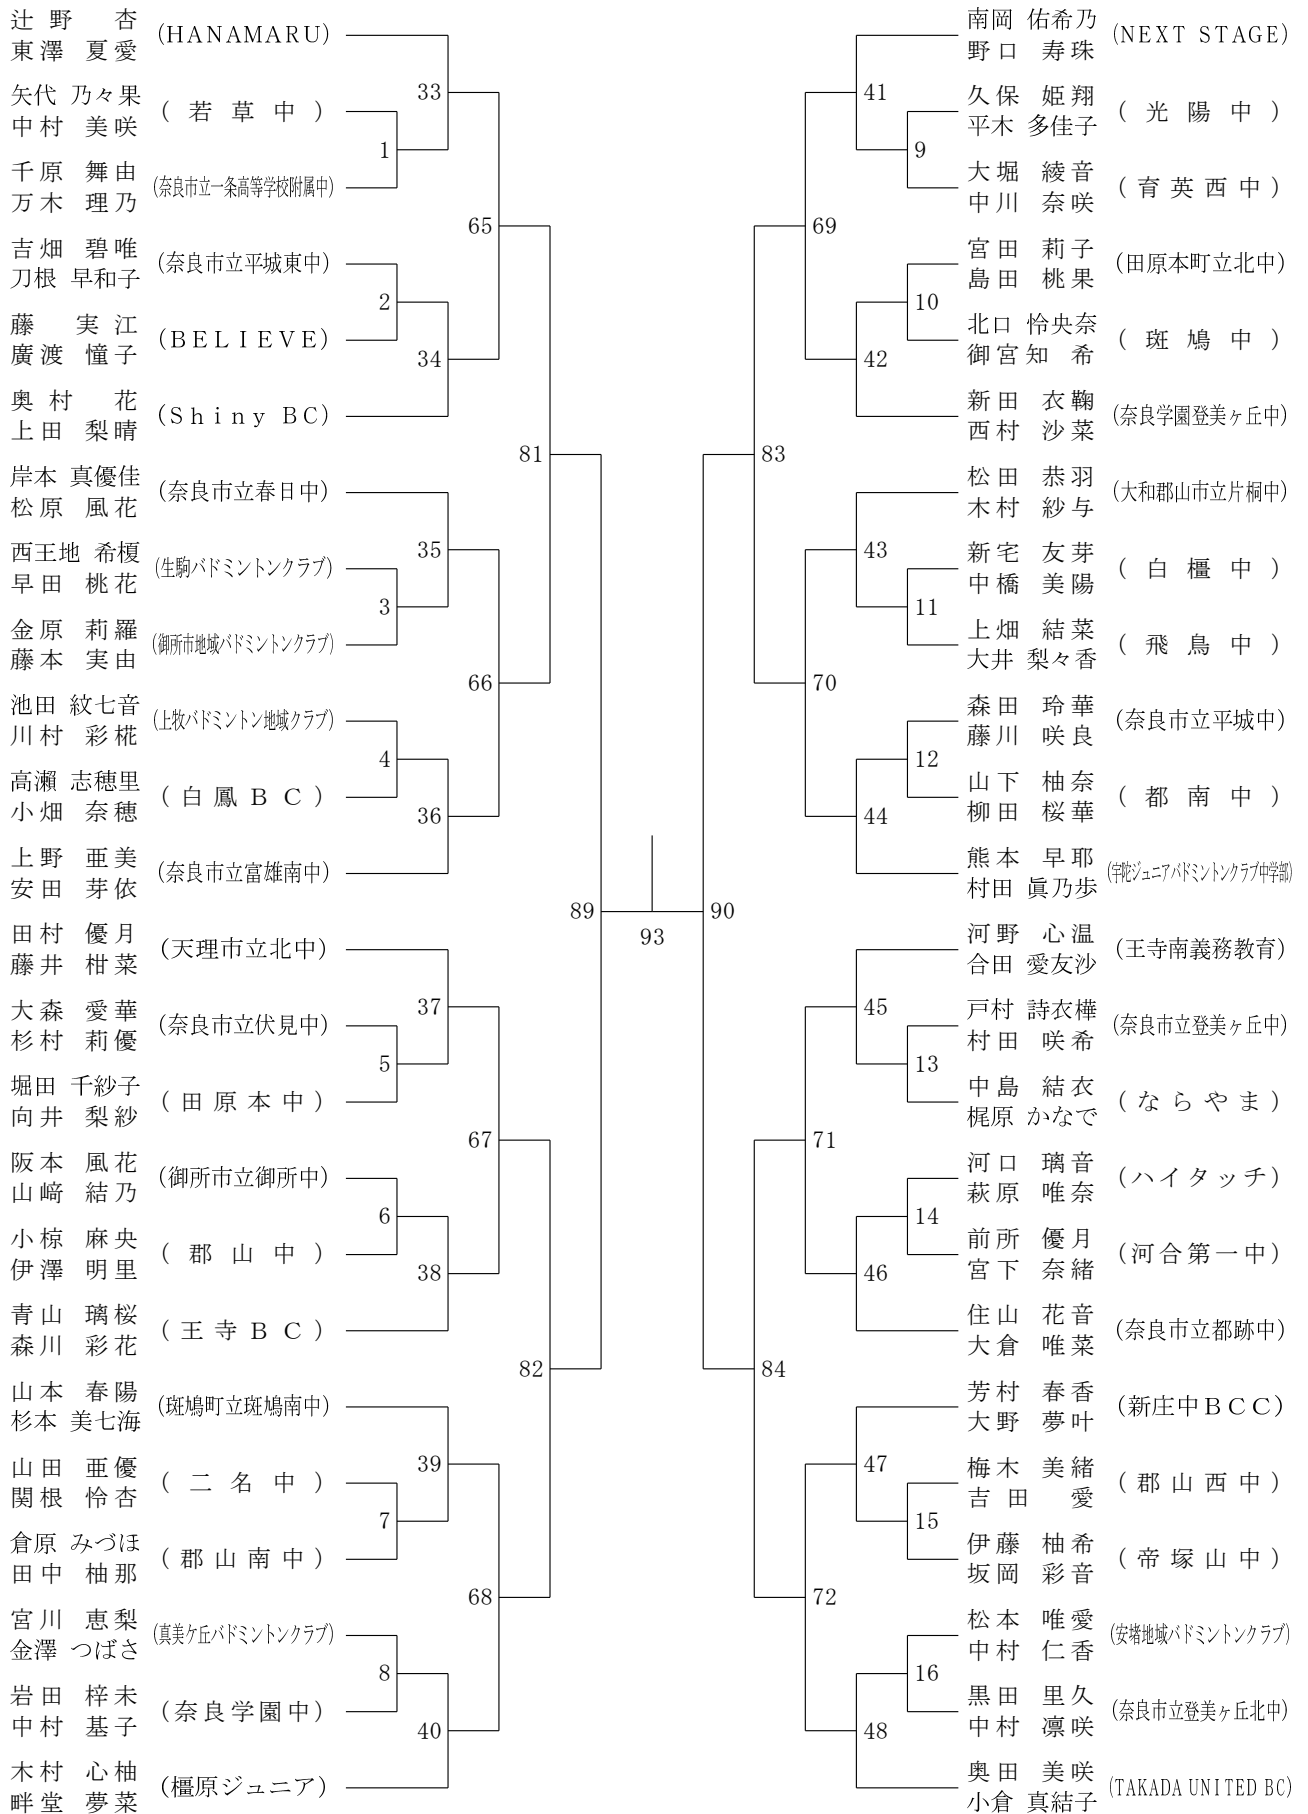 辻野 杏
東澤 夏愛
(HANAMARU)
矢代 乃々果
中村 美咲
(若草中)
千原 舞由
万木 理乃
(奈良市立一条高等学校附属中)
吉畑 碧唯
刀根 早和子
(奈良市立平城東中)
藤 実江
廣渡 憧子
(BELIEVE)
奥村 花
上田 梨晴
(Shiny BC)
岸本 真優佳
松原 風花
(奈良市立春日中)
西王地 希榎
早田 桃花
(生駒バドミントンクラブ)
金原 莉羅
藤本 実由
(御所市地域バドミントンクラブ)
池田 紋七音
川村 彩椛
(上牧バドミントン地域クラブ)
高瀨 志穂里
小畑 奈穂
(白鳳BC)
上野 亜美
安田 芽依
(奈良市立富雄南中)
田村 優月
藤井 柑菜
(天理市立北中)
大森 愛華
杉村 莉優
(奈良市立伏見中)
堀田 千紗子
向井 梨紗
(田原本中)
阪本 風花
山﨑 結乃
(御所市立御所中)
小椋 麻央
伊澤 明里
(郡山中)
青山 璃桜
森川 彩花
(王寺BC)
山本 春陽
杉本 美七海
(斑鳩町立斑鳩南中)
山田 亜優
関根 怜杏
(二名中)
倉原 みづほ
田中 柚那
(郡山南中)
宮川 恵梨
金澤 つばさ
(真美ケ丘バドミントンクラブ)
岩田 梓未
中村 基子
(奈良学園中)
木村 心柚
畔堂 夢菜
(橿原ジュニア)
33
1
65
2
34
81
35
3
66
4
36
89
37
5
67
6
38
82
39
7
68
8
40
93
90
41
9
69
10
42
83
43
11
70
12
44
45
13
71
14
46
84
47
15
72
16
48
南岡 佑希乃
野口 寿珠
(NEXT STAGE)
久保 姫翔
平木 多佳子
(光陽中)
大堀 綾音
中川 奈咲
(育英西中)
宮田 莉子
島田 桃果
(田原本町立北中)
北口 怜央奈
御宮知 希
(斑鳩中)
新田 衣鞠
西村 沙菜
(奈良学園登美ヶ丘中)
松田 恭羽
木村 紗与
(大和郡山市立片桐中)
新宅 友芽
中橋 美陽
(白橿中)
上畑 結菜
大井 梨々香
(飛鳥中)
森田 玲華
藤川 咲良
(奈良市立平城中)
山下 柚奈
柳田 桜華
(都南中)
熊本 早耶
村田 眞乃歩
(宇陀ジュニアバドミントンクラブ中学部)
河野 心温
合田 愛友沙
(王寺南義務教育)
戸村 詩衣樺
村田 咲希
(奈良市立登美ヶ丘中)
中島 結衣
梶原 かなで
(ならやま)
河口 璃音
萩原 唯奈
(ハイタッチ)
前所 優月
宮下 奈緒
(河合第一中)
住山 花音
大倉 唯菜
(奈良市立都跡中)
芳村 春香
大野 夢叶
(新庄中BCC)
梅木 美緒
吉田 愛
(郡山西中)
伊藤 柚希
坂岡 彩音
(帝塚山中)
松本 唯愛
中村 仁香
(安堵地域バドミントンクラブ)
黒田 里久
中村 凛咲
(奈良市立登美ヶ丘北中)
奥田 美咲
小倉 真結子
(TAKADA UNITED BC)